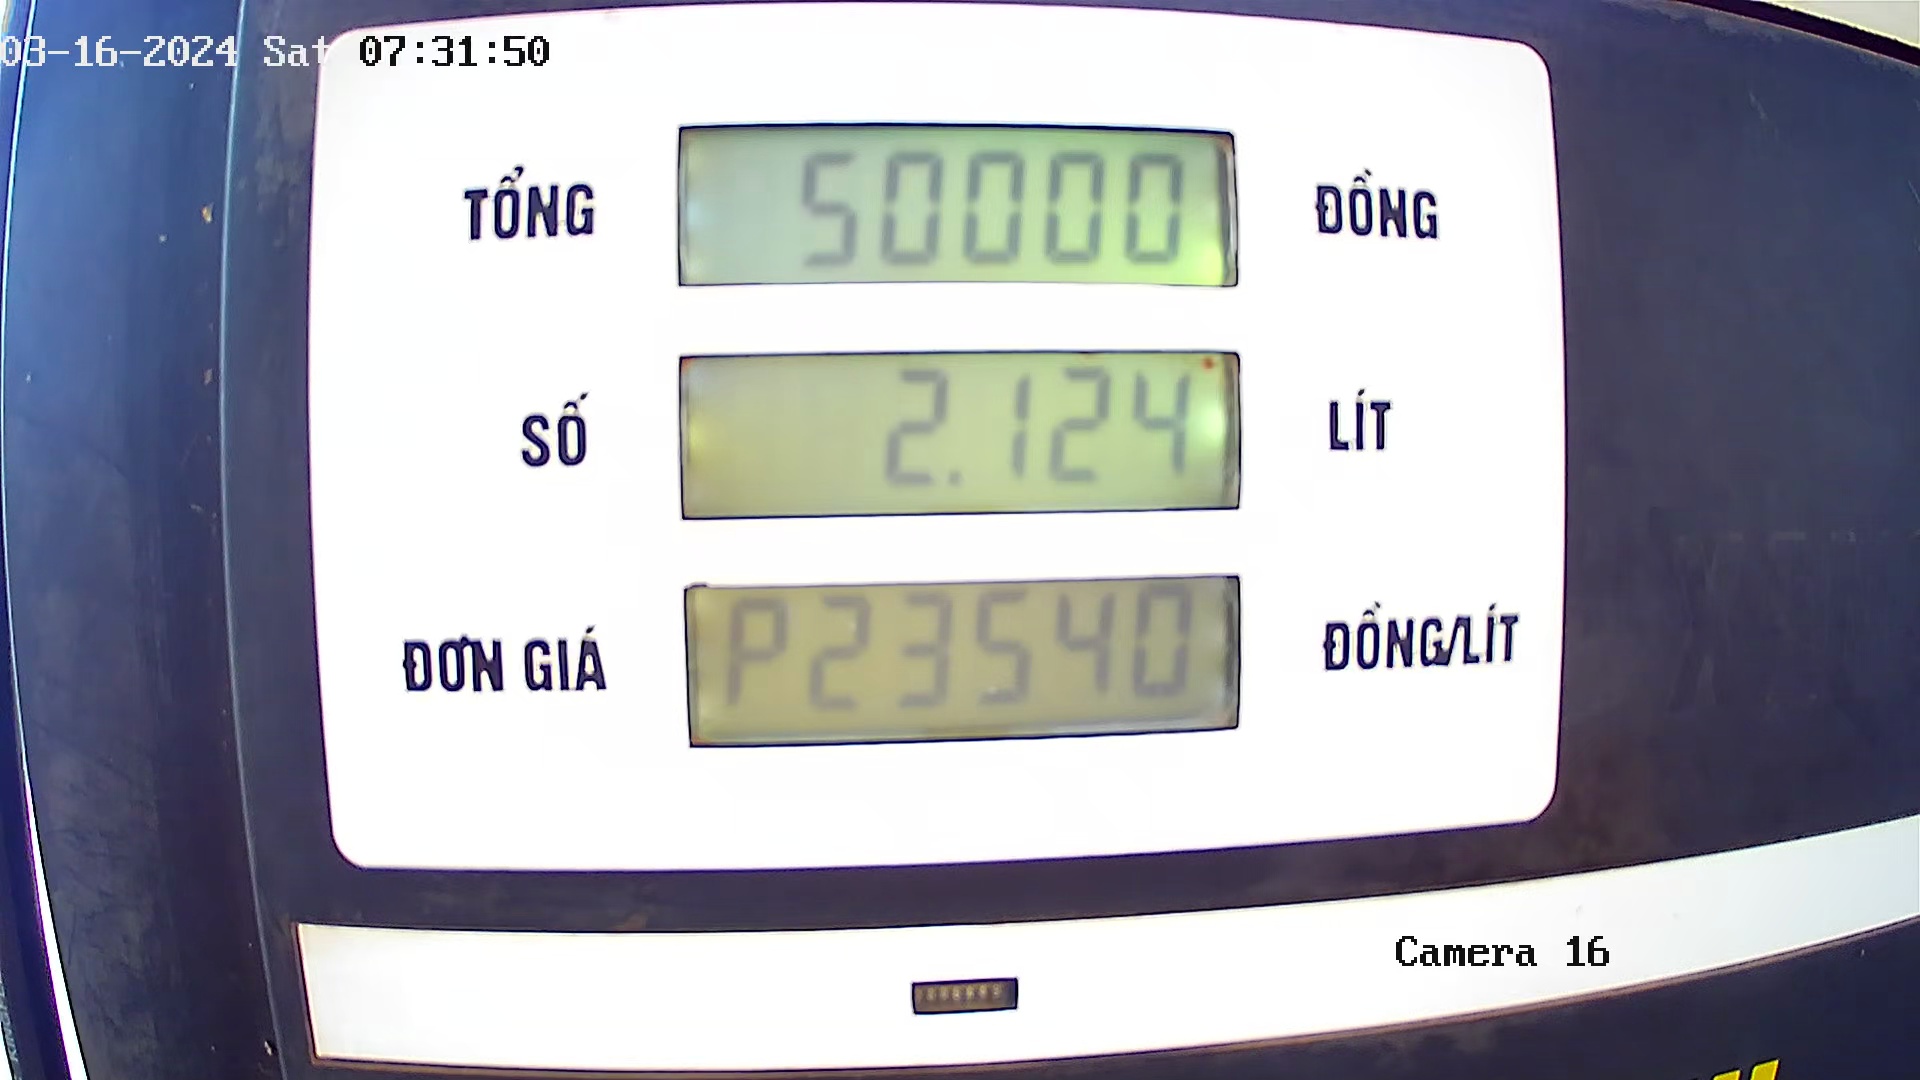 03-16-2024 Sat 07:31:50
TỔNG 50000 ĐỒNG
SỐ 2.124 LÍT
ĐƠN GIÁ P23540 ĐỒNG/LÍT
Camera 16